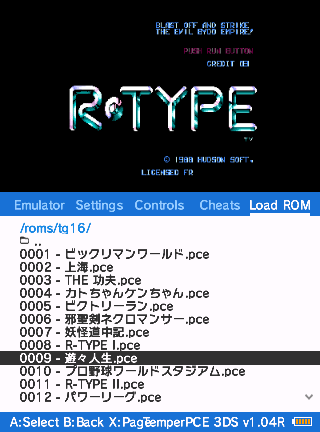 BLAST OFF AND STRIKE
THE EVIL BYDO EMPIRE!
PUSH RUN BUTTON
CREDIT 03
R-TYPE
TM
© 1988 HUDSON SOFT.
LICENSED FR
Emulator Settings Controls Cheats Load ROM
/roms/tg16/
..
0001 - ビックリマンワールド.pce
0002 - 上海.pce
0003 - THE 功夫.pce
0004 - カトちゃんケンちゃん.pce
0005 - ビクトリーラン.pce
0006 - 邪聖剣ネクロマンサー.pce
0007 - 妖怪道中記.pce
0008 - R-TYPE I.pce
0009 - 遊々人生.pce
0010 - プロ野球ワールドスタジアム.pce
0011 - R-TYPE II.pce
0012 - パワーリーグ.pce
A:Select B:Back X:Page TemperPCE 3DS v1.04R